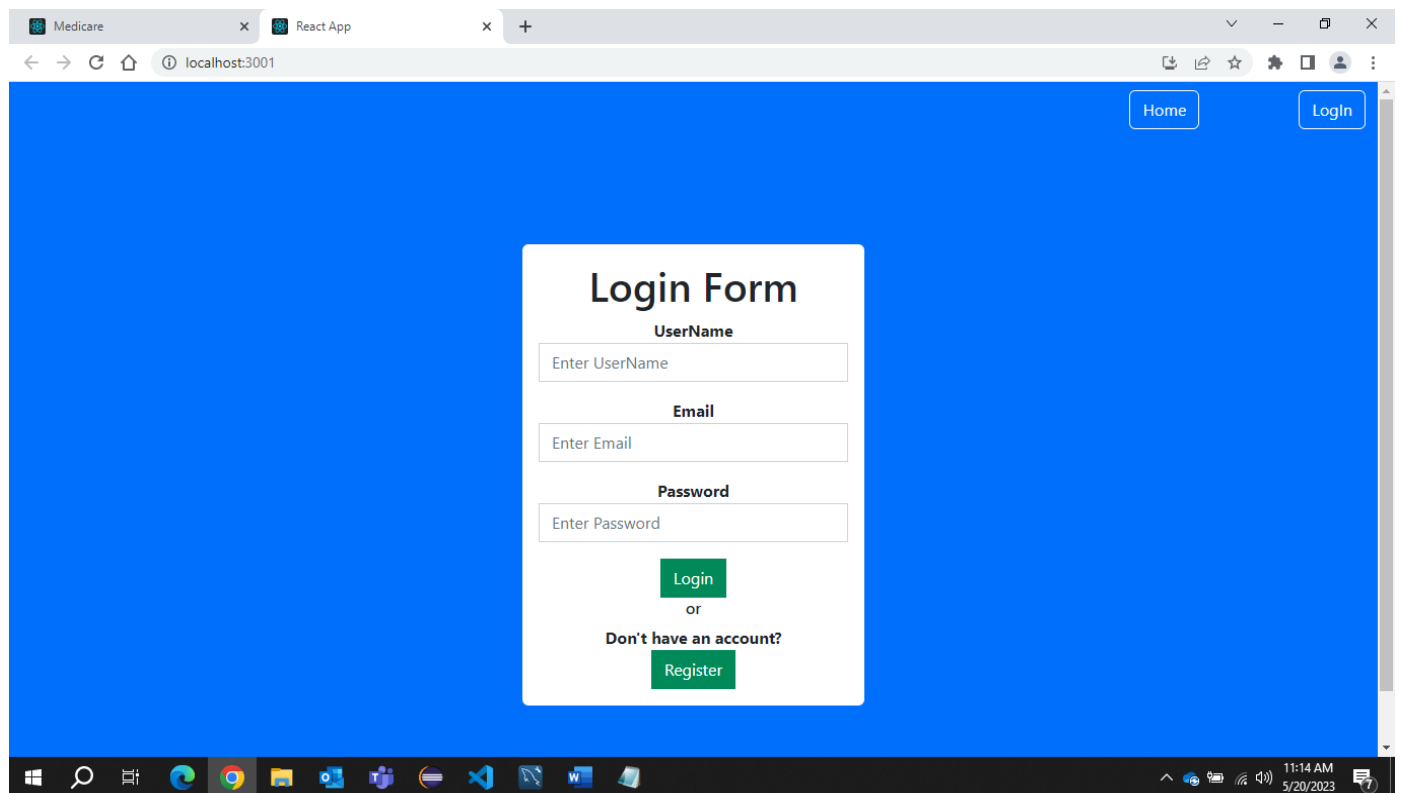 Medicare
React App
localhost:3001
Home
LogIn
Login Form
UserName
Enter UserName
Email
Enter Email
Password
Enter Password
Login
or
Don't have an account?
Register
11:14 AM
5/20/2023
7